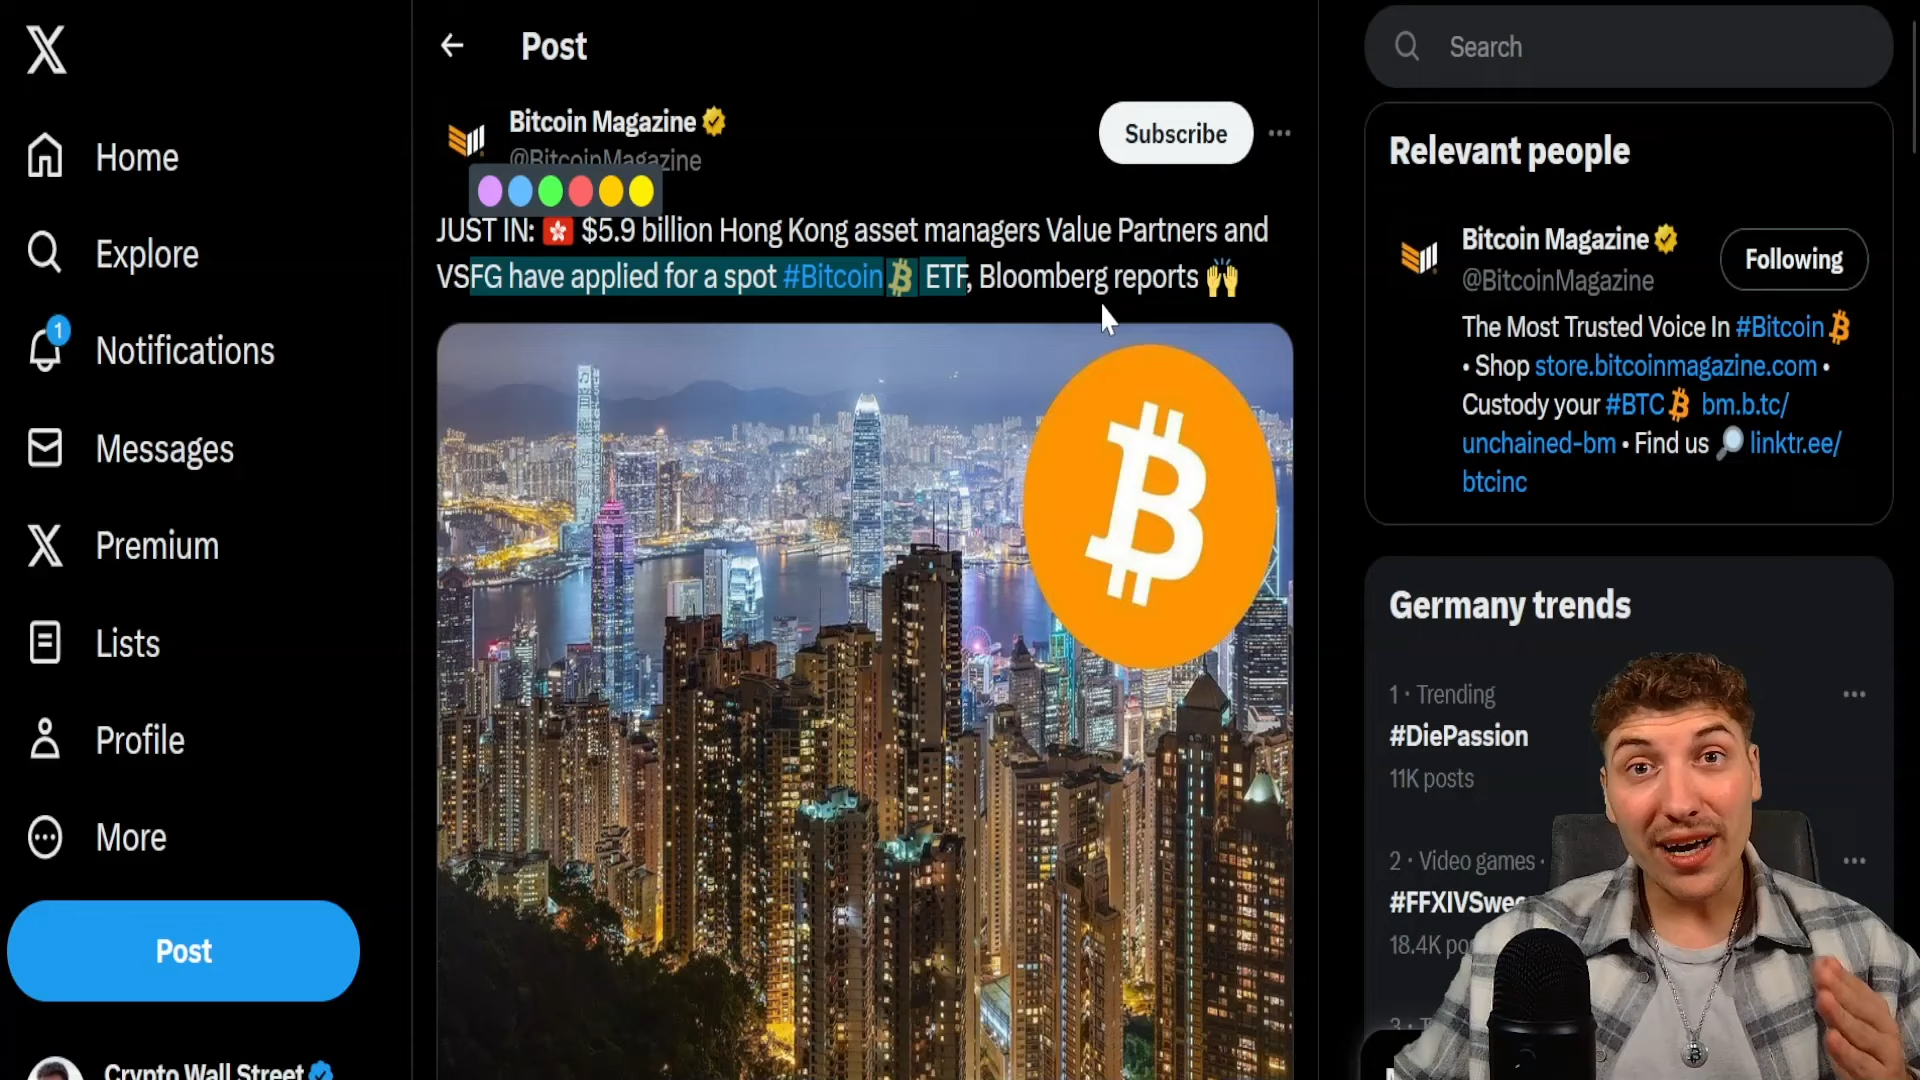 Home
Explore
1
Notifications
Messages
Premium
Lists
Profile
More
Post
Crypto Wall Street
Post
Bitcoin Magazine
@BitcoinMagazine
Subscribe
JUST IN: 🇭🇰 $5.9 billion Hong Kong asset managers Value Partners and
VSFG have applied for a spot #Bitcoin ETF, Bloomberg reports 🙌
Search
Relevant people
Bitcoin Magazine
@BitcoinMagazine
Following
The Most Trusted Voice In #Bitcoin
• Shop store.bitcoinmagazine.com •
Custody your #BTC bm.b.tc/
unchained-bm • Find us 🔎 linktr.ee/
btcinc
Germany trends
1 · Trending
#DiePassion
11K posts
2 · Video games ·
#FFXIVSwee
18.4K po
3 · T